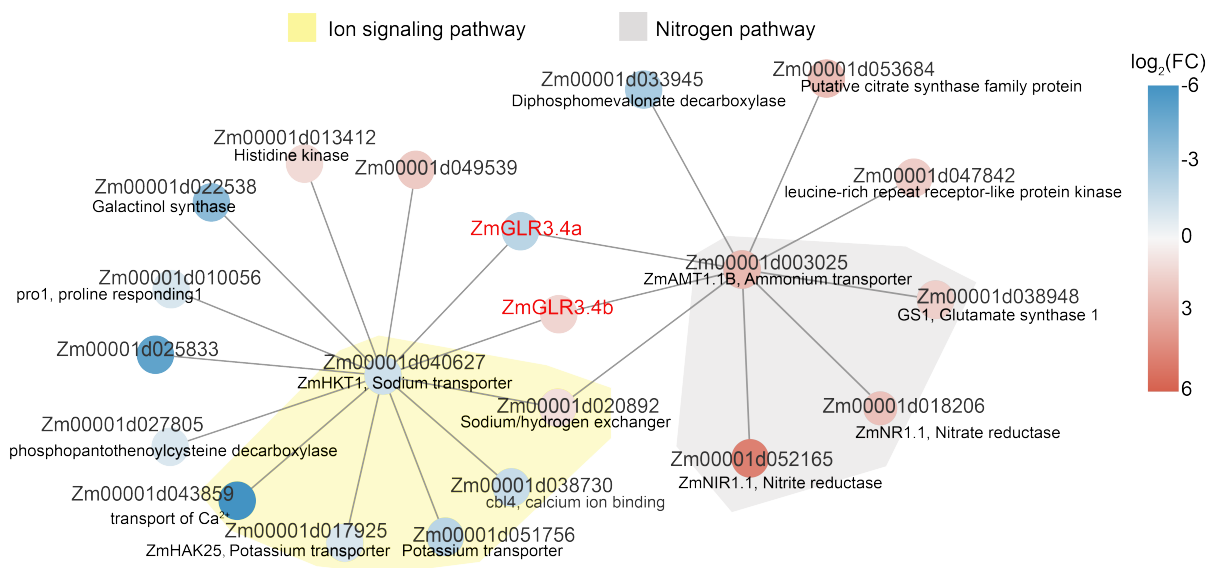 Ion signaling pathway
Nitrogen pathway
log2(FC)
-6
-3
0
3
6
Zm00001d033945
Diphosphomevalonate decarboxylase
Zm00001d053684
Putative citrate synthase family protein
Zm00001d013412
Histidine kinase
Zm00001d049539
Zm00001d047842
leucine-rich repeat receptor-like protein kinase
Zm00001d022538
Galactinol synthase
ZmGLR3.4a
Zm00001d003025
ZmAMT1.1B, Ammonium transporter
Zm00001d010056
pro1, proline responding1
ZmGLR3.4b
Zm00001d038948
GS1, Glutamate synthase 1
Zm00001d025833
Zm00001d040627
ZmHKT1, Sodium transporter
Zm00001d020892
Sodium/hydrogen exchanger
Zm00001d018206
ZmNR1.1, Nitrate reductase
Zm00001d027805
phosphopantothenoylcysteine decarboxylase
Zm00001d052165
ZmNIR1.1, Nitrite reductase
Zm00001d043859
transport of Ca²⁺
Zm00001d038730
cbl4, calcium ion binding
Zm00001d017925
ZmHAK25, Potassium transporter
Zm00001d051756
Potassium transporter